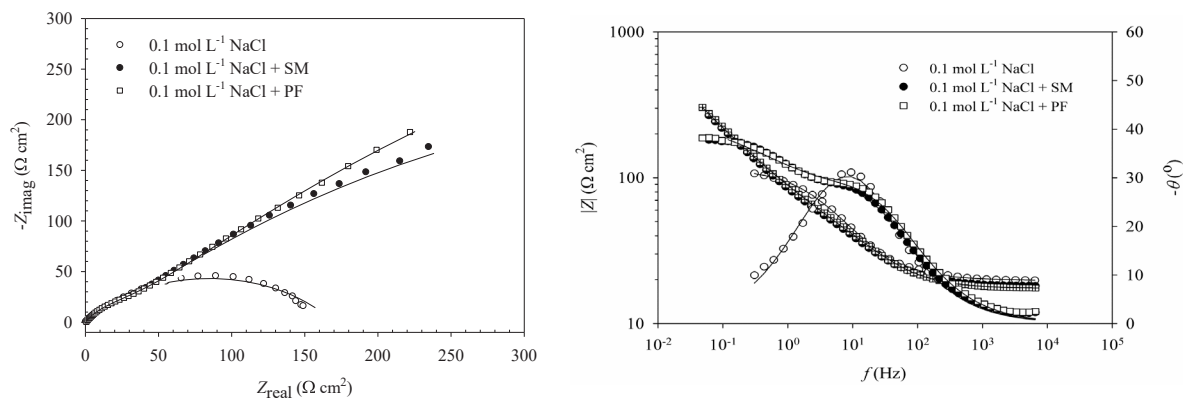 300
250
200
150
100
50
0
-Zimag (Ω cm²)
0.1 mol L⁻¹ NaCl
0.1 mol L⁻¹ NaCl + SM
0.1 mol L⁻¹ NaCl + PF
0 50 100 150 200 250 300
Zreal (Ω cm²)
1000
100
10
|Z| (Ω cm²)
0.1 mol L⁻¹ NaCl
0.1 mol L⁻¹ NaCl + SM
0.1 mol L⁻¹ NaCl + PF
60
50
40
30
20
10
0
-θ (º)
10⁻² 10⁻¹ 10⁰ 10¹ 10² 10³ 10⁴ 10⁵
f (Hz)